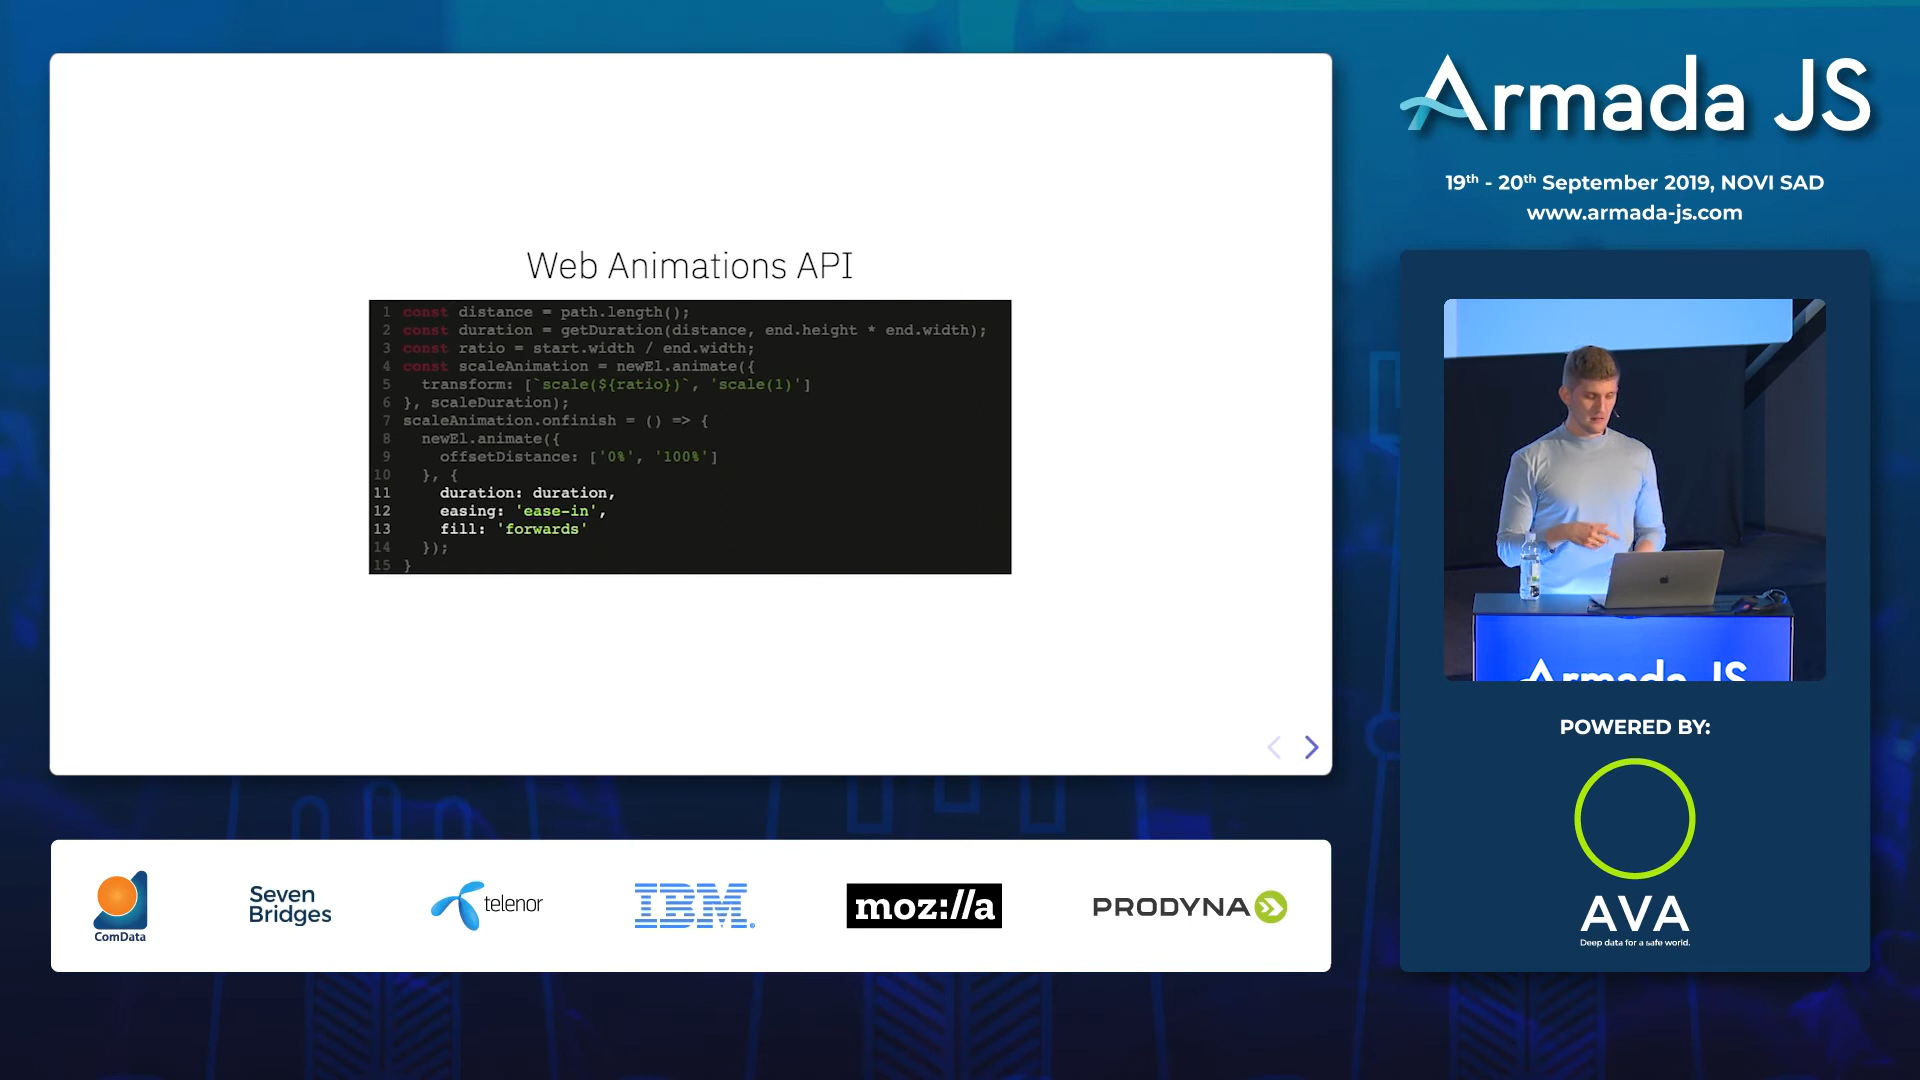 Armada JS
19th - 20th September 2019, NOVI SAD
www.armada-js.com
Web Animations API
1 const distance = path.length();
2 const duration = getDuration(distance, end.height * end.width);
3 const ratio = start.width / end.width;
4 const scaleAnimation = newEl.animate({
5 transform: [`scale(${ratio})`, 'scale(1)']
6 }, scaleDuration);
7 scaleAnimation.onfinish = () => {
8 newEl.animate({
9 offsetDistance: ['0%', '100%']
10 }, {
11 duration: duration,
12 easing: 'ease-in',
13 fill: 'forwards'
14 });
15 }
Armada JS
POWERED BY:
AVA
Deep data for a safe world.
ComData
Seven
Bridges
telenor
IBM
moz://a
PRODYNA